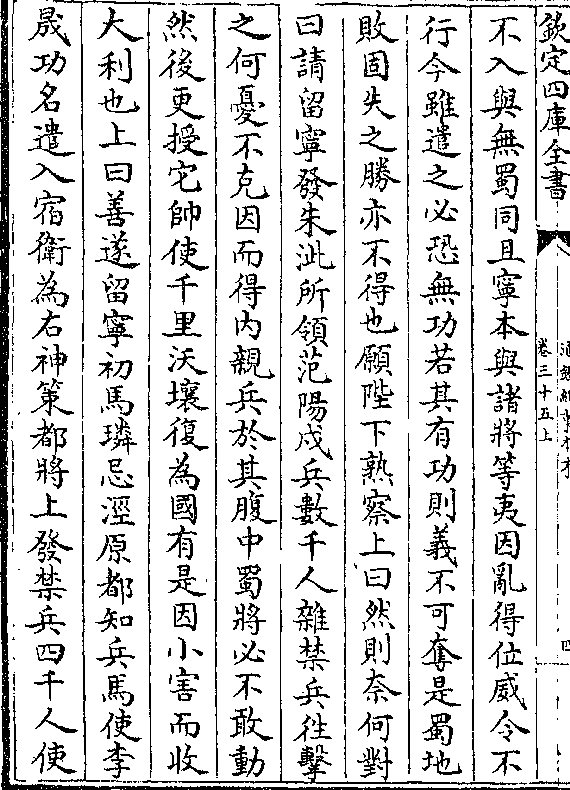 欽定四庫全書
卷三十五上
四
不入與無蜀同且寧本與諸將等夷因亂得位威令不
行今雖遣之必恐無功若其有功則義不可奪是蜀地
敗固失之勝亦不得也願陛下熟察上曰然則奈何對
曰請留寧發朱泚所領范陽戍兵數千人雜禁兵往擊
之何憂不克因而得内親兵於其腹中蜀將必不敢動
然後更授它帥使千里沃壤復為國有是因小害而收
大利也上曰善遂留寧初馬璘忌涇原都知兵馬使李
晟功名遣入宿衛為右神策都將上發禁兵四千人使